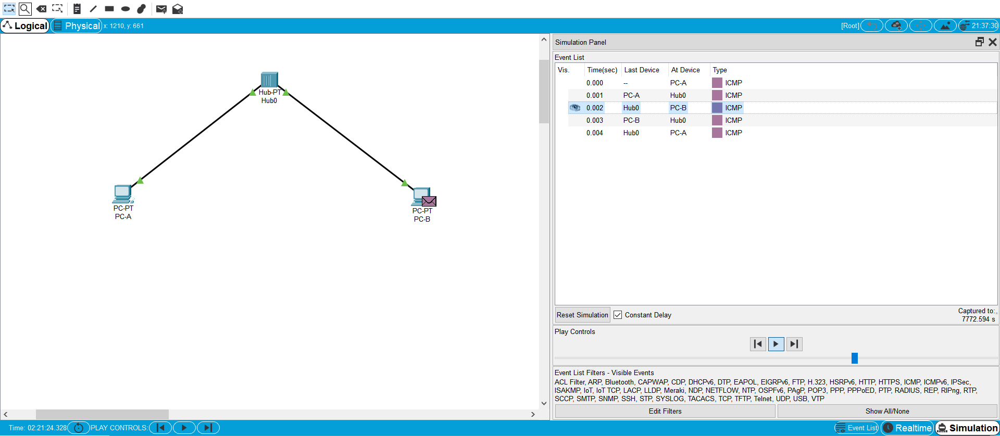 Logical
Physical
x: 1210, y: 661
[Root]
21:37:30
Hub-PT
Hub0
PC-PT
PC-A
PC-PT
PC-B
Simulation Panel
Event List
Vis. Time(sec) Last Device At Device Type
0.000 -- PC-A ICMP
0.001 PC-A Hub0 ICMP
0.002 Hub0 PC-B ICMP
0.003 PC-B Hub0 ICMP
0.004 Hub0 PC-A ICMP
Reset Simulation
Constant Delay
Captured to:
7772.594 s
Play Controls
Event List Filters - Visible Events
ACL Filter, ARP, Bluetooth, CAPWAP, CDP, DHCPv6, DTP, EAPOL, EIGRPv6, FTP, H.323, HSRPv6, HTTP, HTTPS, ICMP, ICMPv6, IPSec,
ISAKMP, IoT, IoT TCP, LACP, LLDP, Meraki, NDP, NETFLOW, NTP, OSPFv6, PAgP, POP3, PPP, PPPoED, PTP, RADIUS, REP, RIPng, RTP,
SCCP, SMTP, SNMP, SSH, STP, SYSLOG, TACACS, TCP, TFTP, Telnet, UDP, USB, VTP
Edit Filters
Show All/None
Time: 02:21:24.328
PLAY CONTROLS:
Event List
Realtime
Simulation